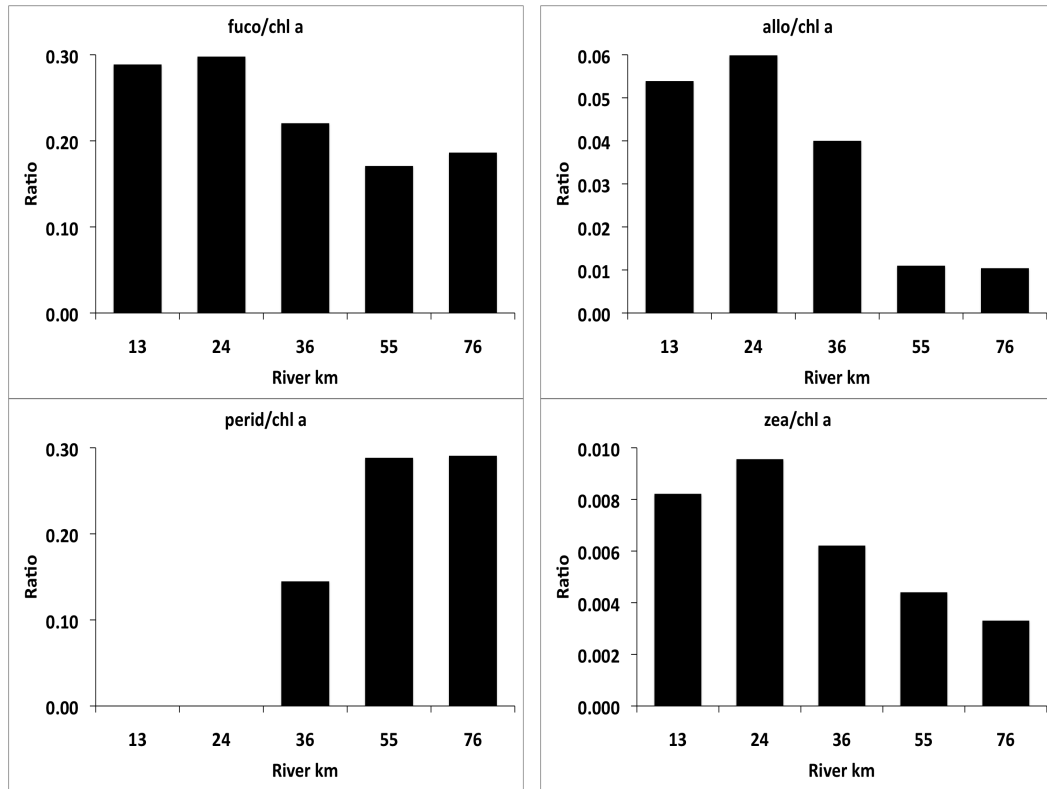 fuco/chl a
0.30
0.20
0.10
0.00
Ratio
13 24 36 55 76
River km
allo/chl a
0.06
0.05
0.04
0.03
0.02
0.01
0.00
Ratio
13 24 36 55 76
River km
perid/chl a
0.30
0.20
0.10
0.00
Ratio
13 24 36 55 76
River km
zea/chl a
0.010
0.008
0.006
0.004
0.002
0.000
Ratio
13 24 36 55 76
River km